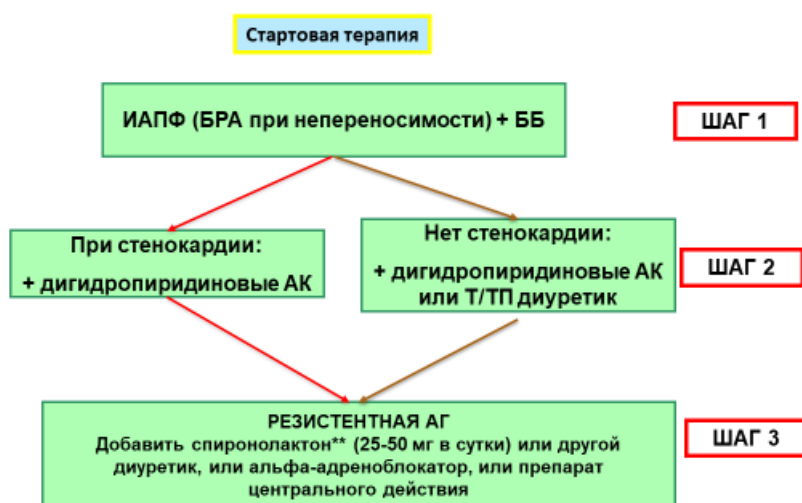 Стартовая терапия
ИАПФ (БРА при непереносимости) + ББ
ШАГ 1
При стенокардии:
+ дигидропиридиновые АК
Нет стенокардии:
+ дигидропиридиновые АК
или Т/ТП диуретик
ШАГ 2
РЕЗИСТЕНТНАЯ АГ
Добавить спиронолактон** (25-50 мг в сутки) или другой
диуретик, или альфа-адреноблокатор, или препарат
центрального действия
ШАГ 3